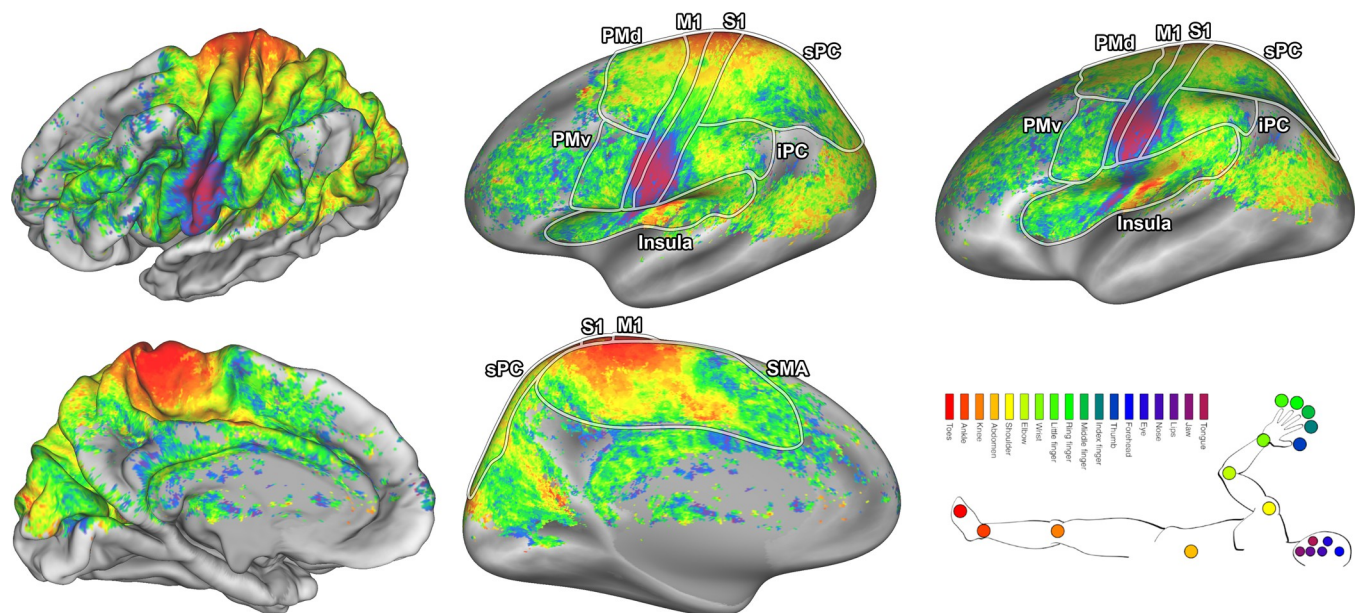 PMd
M1
S1
sPC
PMv
iPC
Insula
PMd
M1
S1
sPC
PMv
iPC
Insula
S1
M1
sPC
SMA
Toes
Ankle
Knee
Abdomen
Shoulder
Elbow
Wrist
Little finger
Ring finger
Middle finger
Index finger
Thumb
Forehead
Eye
Nose
Lips
Jaw
Tongue